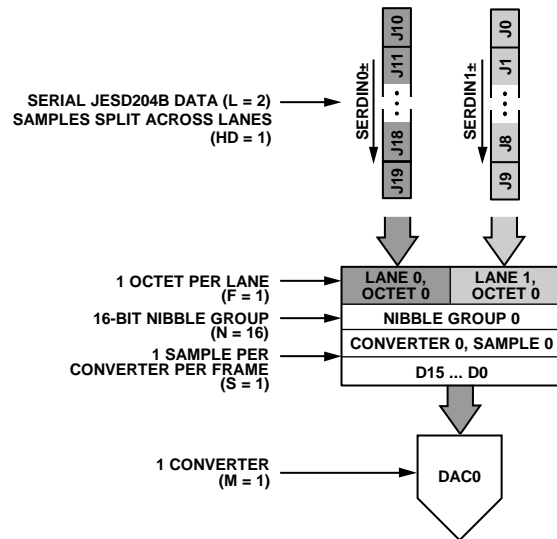 J10
J11
J18
J19
SERDIN0±
J0
J1
J8
J9
SERDIN1±
SERIAL JESD204B DATA (L = 2)
SAMPLES SPLIT ACROSS LANES
(HD = 1)
1 OCTET PER LANE
(F = 1)
LANE 0,
OCTET 0
LANE 1,
OCTET 0
16-BIT NIBBLE GROUP
(N = 16)
NIBBLE GROUP 0
1 SAMPLE PER
CONVERTER PER FRAME
(S = 1)
CONVERTER 0, SAMPLE 0
D15 ... D0
1 CONVERTER
(M = 1)
DAC0